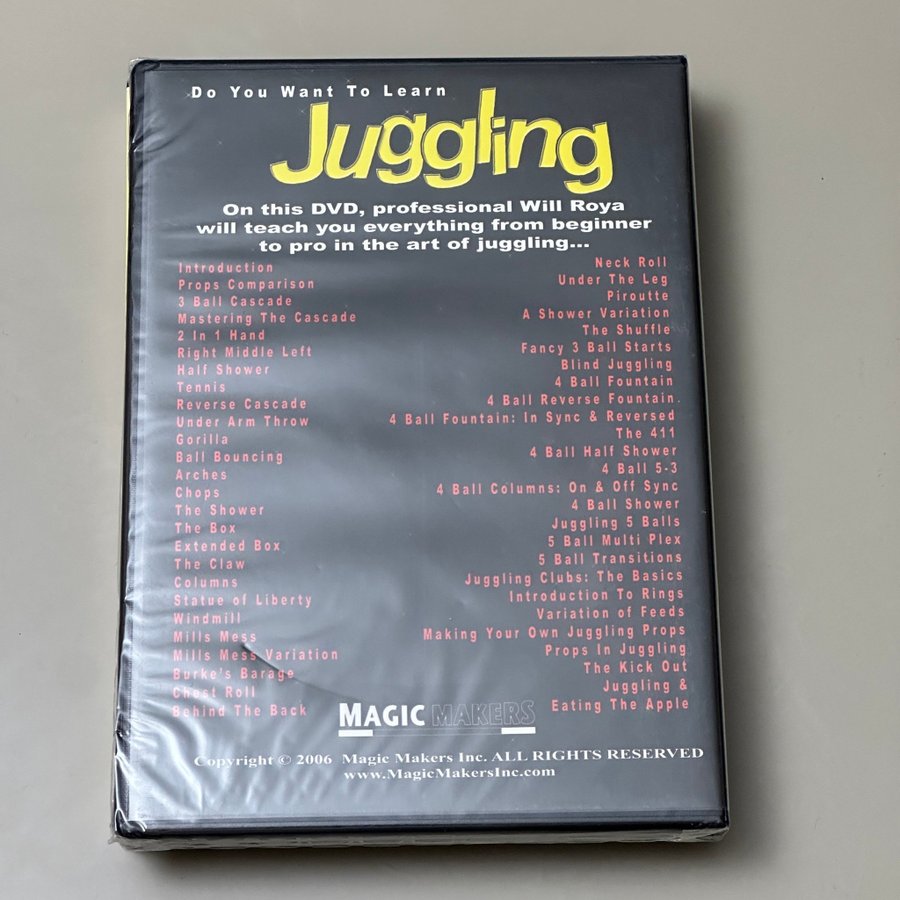 Do You Want To Learn
Juggling
On this DVD, professional Will Roya
will teach you everything from beginner
to pro in the art of juggling...
Introduction
Props Comparison
3 Ball Cascade
Mastering The Cascade
2 In 1 Hand
Right Middle Left
Half Shower
Tennis
Reverse Cascade
Under Arm Throw
Gorilla
Ball Bouncing
Arches
Chops
The Shower
The Box
Extended Box
The Claw
Columns
Statue of Liberty
Windmill
Mills Mess
Mills Mess Variation
Burke's Barage
Chest Roll
Behind The Back
Neck Roll
Under The Leg
Piroutte
A Shower Variation
The Shuffle
Fancy 3 Ball Starts
Blind Juggling
4 Ball Fountain
4 Ball Reverse Fountain.
4 Ball Fountain: In Sync & Reversed
The 411
4 Ball Half Shower
4 Ball 5-3
4 Ball Columns: On & Off Sync
4 Ball Shower
Juggling 5 Balls
5 Ball Multi Plex
5 Ball Transitions
Juggling Clubs: The Basics
Introduction To Rings
Variation of Feeds
Making Your Own Juggling Props
Props In Juggling
The Kick Out
Juggling &
Eating The Apple
MAGIC MAKERS
Copyright © 2006 Magic Makers Inc. ALL RIGHTS RESERVED
www.MagicMakersInc.com